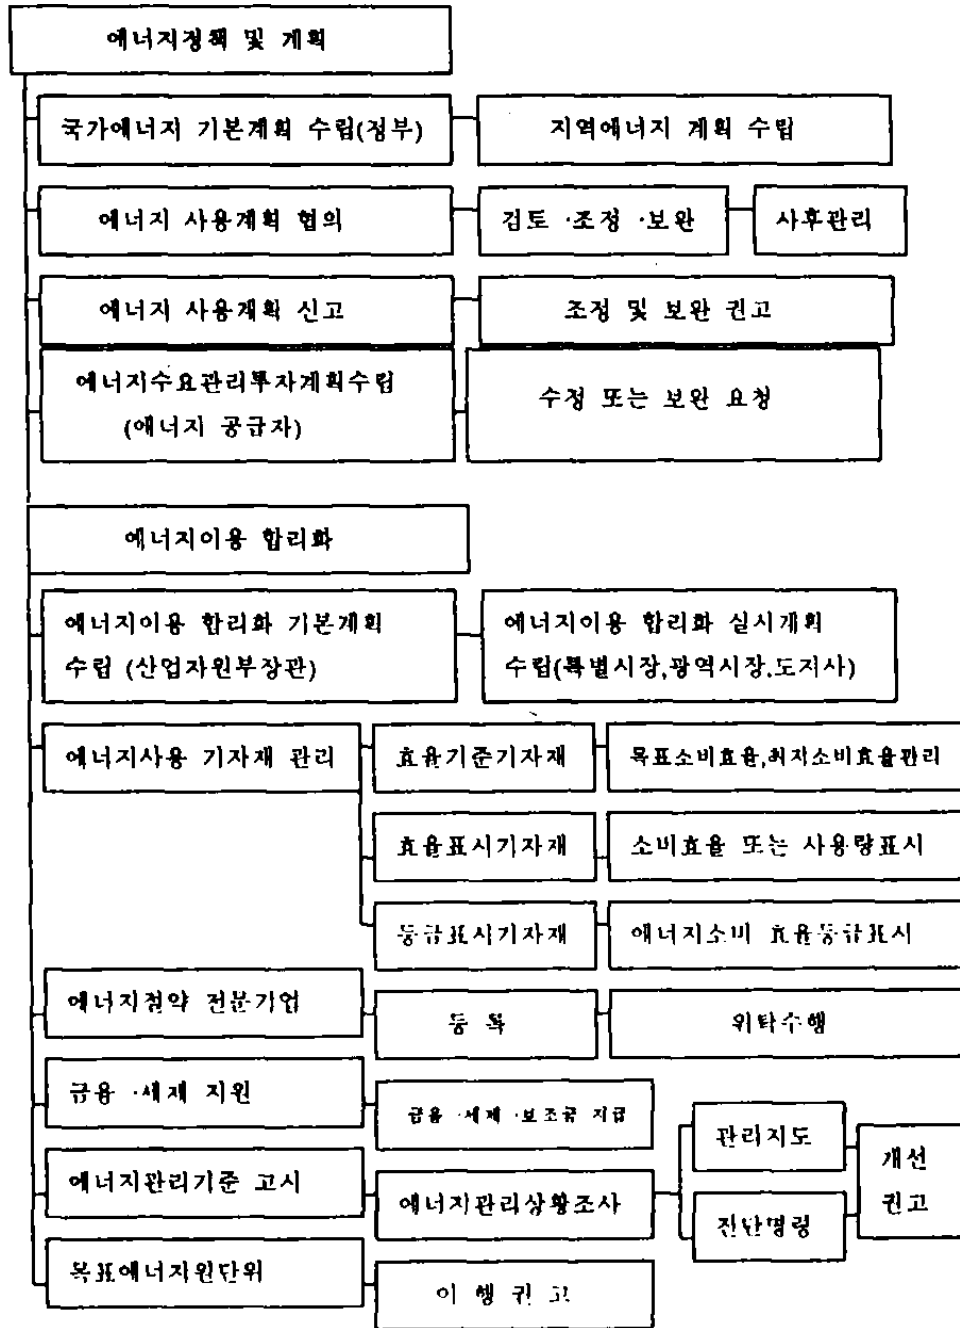 에너지정책 및 계획
국가에너지 기본계획 수립(정부)
지역에너지 계획 수립
에너지 사용계획 협의
검토 ·조정 ·보완
사후관리
에너지 사용계획 신고
조정 및 보완 권고
에너지수요관리투자계획수립
(에너지 공급자)
수정 또는 보완 요청
에너지이용 합리화
에너지이용 합리화 기본계획
수립 (산업자원부장관)
에너지이용 합리화 실시계획
수립(특별시장,광역시장,도지사)
에너지사용 기자재 관리
효율기준기자재
목표소비효율,최저소비효율관리
효율표시기자재
소비효율 또는 사용량표시
등급표시기자재
에너지소비 효율등급표시
에너지절약 전문기업
등 록
위탁수행
금융 ·세제 지원
금융 ·세제 ·보조금 지급
에너지관리기준 고시
에너지관리상황조사
관리지도
진단명령
개선
권고
목표에너지원단위
이 행 권 고